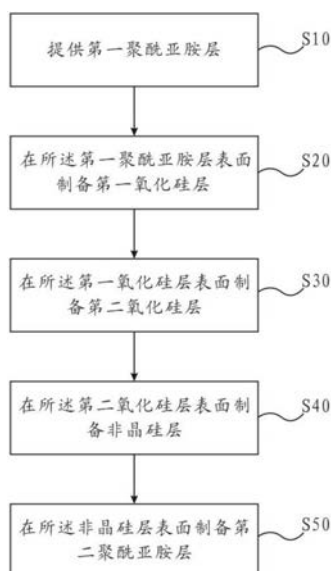 提供第一聚酰亚胺层
S10
在所述第一聚酰亚胺层表面
制备第一氧化硅层
S20
在所述第一氧化硅层表面制
备第二氧化硅层
S30
在所述第二氧化硅层表面制
备非晶硅层
S40
在所述非晶硅层表面制备第
二聚酰亚胺层
S50